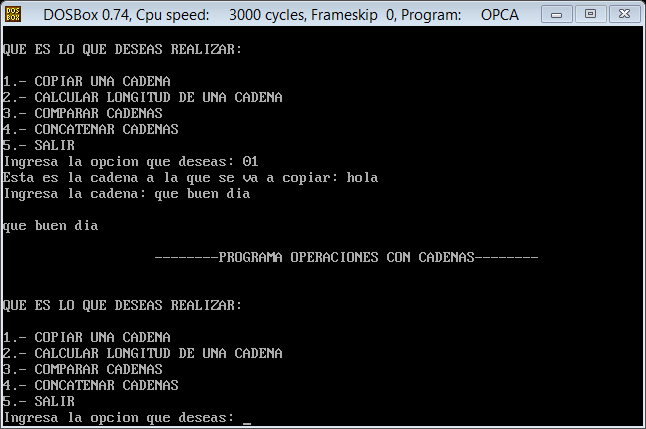 DOS BOX DOSBox 0.74, Cpu speed: 3000 cycles, Frameskip 0, Program: OPCA
QUE ES LO QUE DESEAS REALIZAR:
1.- COPIAR UNA CADENA
2.- CALCULAR LONGITUD DE UNA CADENA
3.- COMPARAR CADENAS
4.- CONCATENAR CADENAS
5.- SALIR
Ingresa la opcion que deseas: 01
Esta es la cadena a la que se va a copiar: hola
Ingresa la cadena: que buen dia
que buen dia
--------PROGRAMA OPERACIONES CON CADENAS--------
QUE ES LO QUE DESEAS REALIZAR:
1.- COPIAR UNA CADENA
2.- CALCULAR LONGITUD DE UNA CADENA
3.- COMPARAR CADENAS
4.- CONCATENAR CADENAS
5.- SALIR
Ingresa la opcion que deseas: _